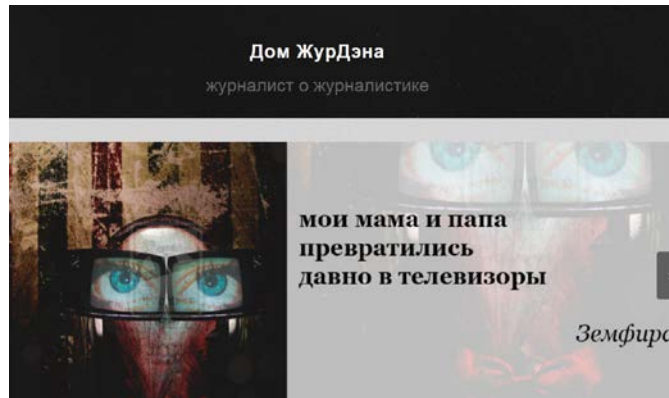 Дом ЖурДэна
журналист о журналистике
мои мама и папа
превратились
давно в телевизоры